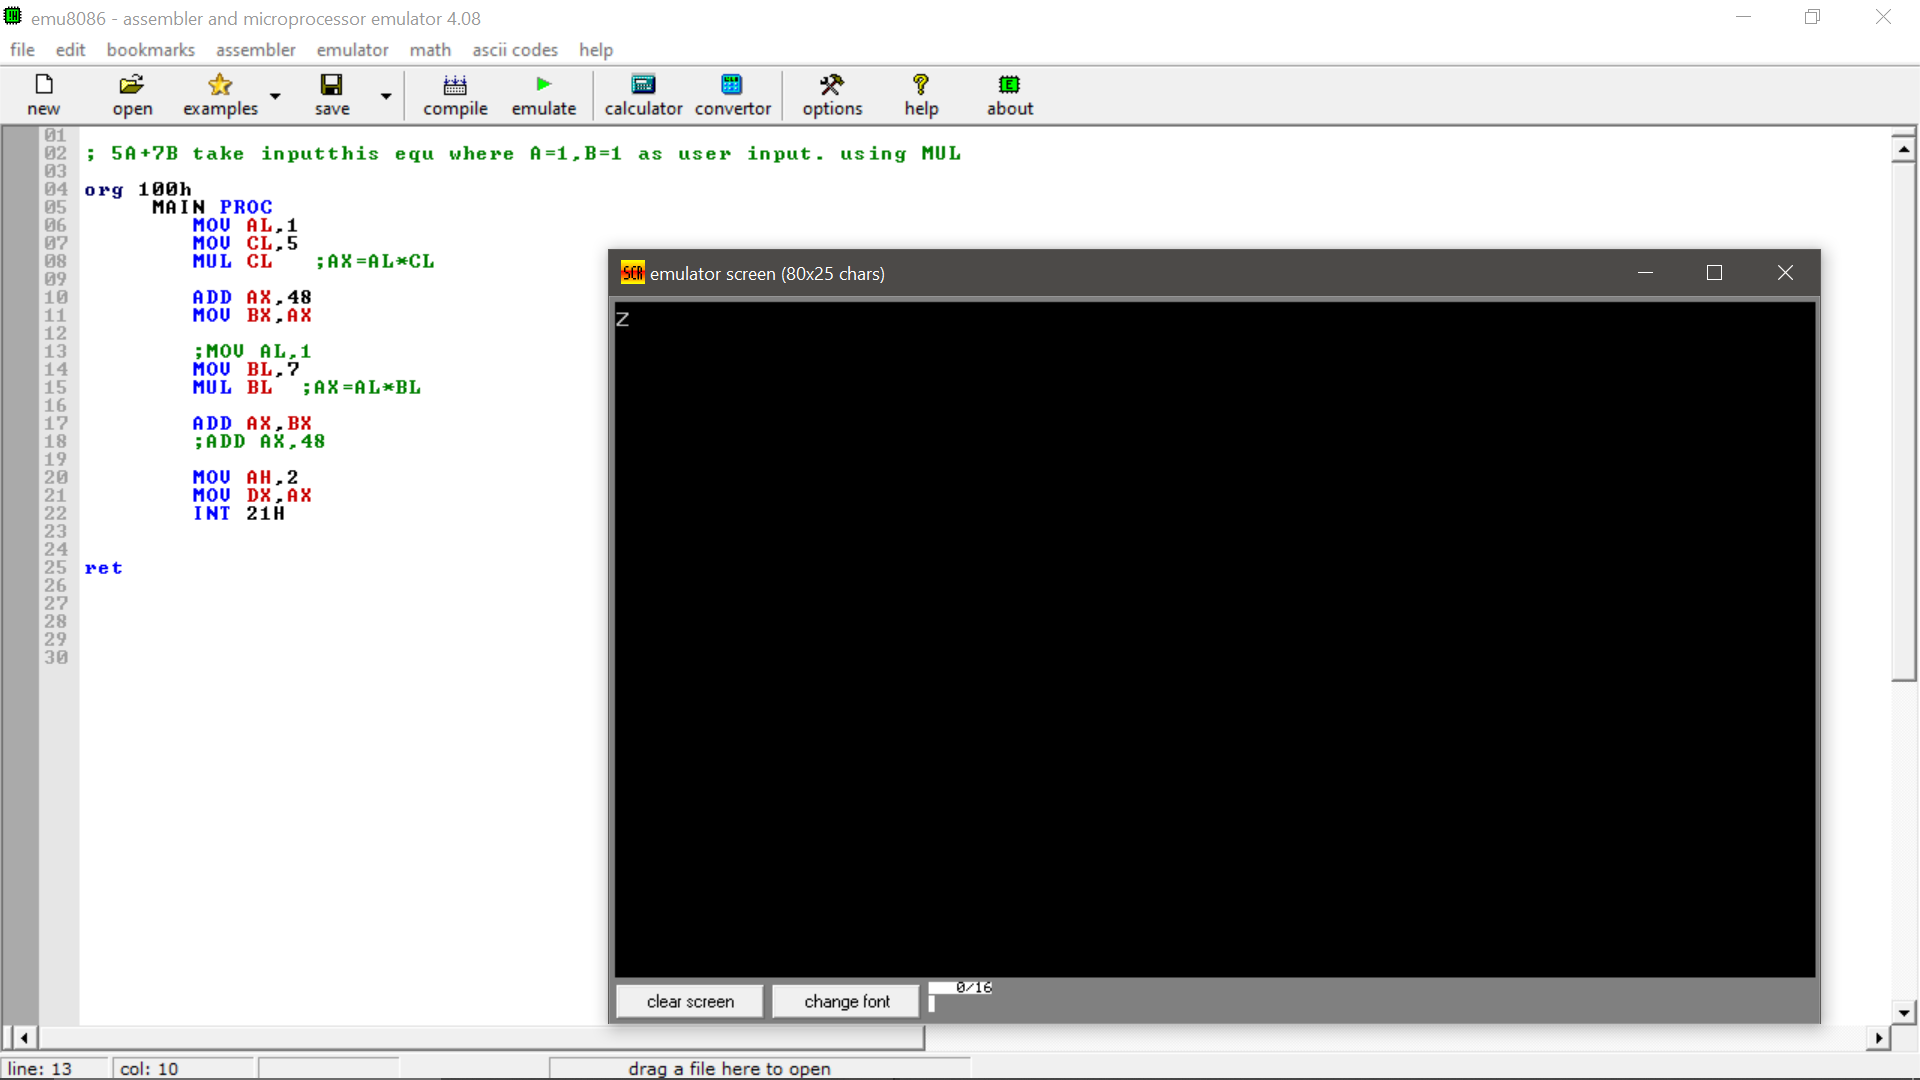 emu8086 - assembler and microprocessor emulator 4.08
file edit bookmarks assembler emulator math ascii codes help
new open examples save compile emulate calculator convertor options help about
01
02 ; 5A+7B take inputthis equ where A=1,B=1 as user input. using MUL
03
04 org 100h
05 MAIN PROC
06 MOV AL,1
07 MOV CL,5
08 MUL CL ;AX=AL*CL
09
10 ADD AX,48
11 MOV BX,AX
12
13 ;MOV AL,1
14 MOV BL,7
15 MUL BL ;AX=AL*BL
16
17 ADD AX,BX
18 ;ADD AX,48
19
20 MOV AH,2
21 MOV DX,AX
22 INT 21H
23
24
25 ret
26
27
28
29
30
SCR emulator screen (80x25 chars)
Z
clear screen change font 0/16
line: 13 col: 10 drag a file here to open